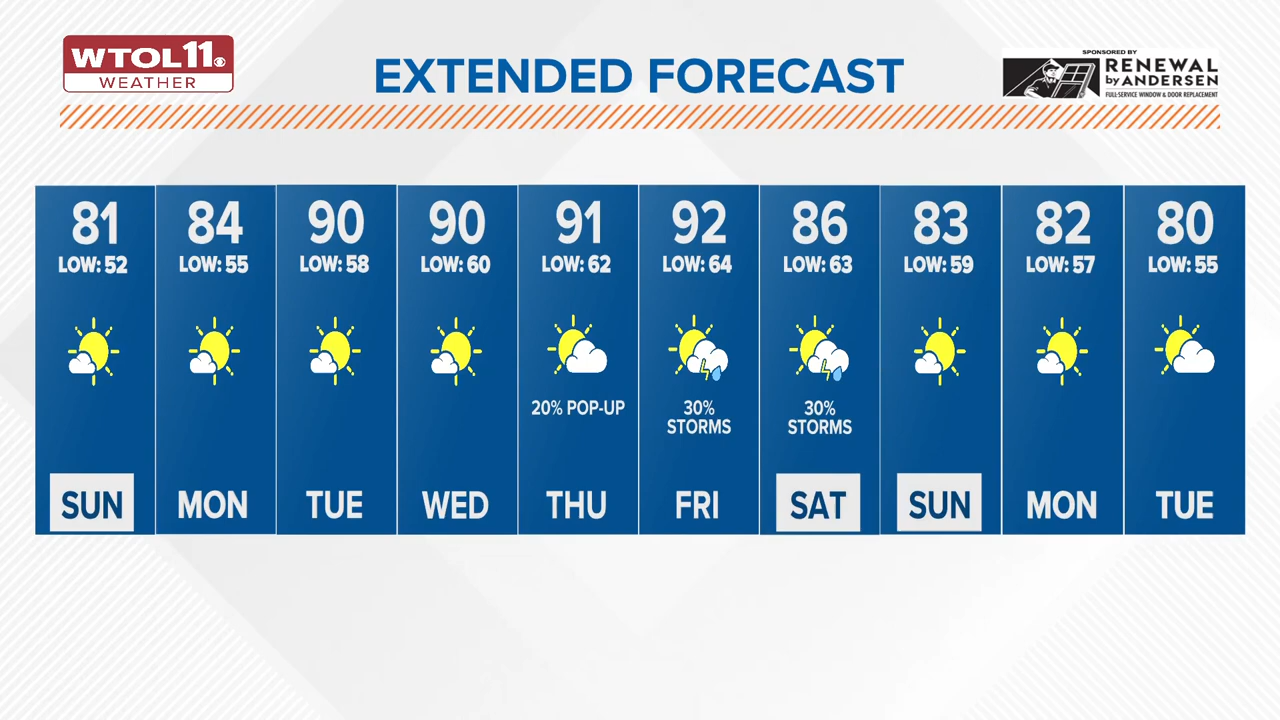 WTOL 11
WEATHER
EXTENDED FORECAST
SPONSORED BY
RENEWAL
by ANDERSEN
FULL-SERVICE WINDOW & DOOR REPLACEMENT
81
LOW: 52
SUN
84
LOW: 55
MON
90
LOW: 58
TUE
90
LOW: 60
WED
91
LOW: 62
20% POP-UP
THU
92
LOW: 64
30%
STORMS
FRI
86
LOW: 63
30%
STORMS
SAT
83
LOW: 59
SUN
82
LOW: 57
MON
80
LOW: 55
TUE